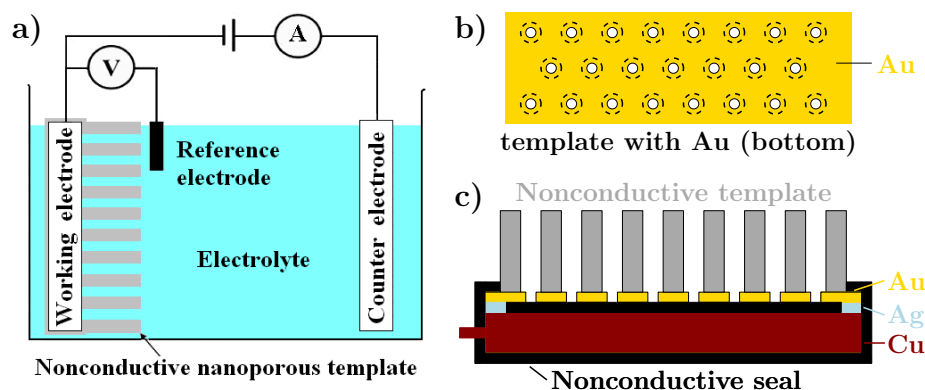 a)
A
V
Working electrode
Reference
electrode
Counter electrode
Electrolyte
Nonconductive nanoporous template
b)
Au
template with Au (bottom)
c)
Nonconductive template
Au
Ag
Cu
Nonconductive seal